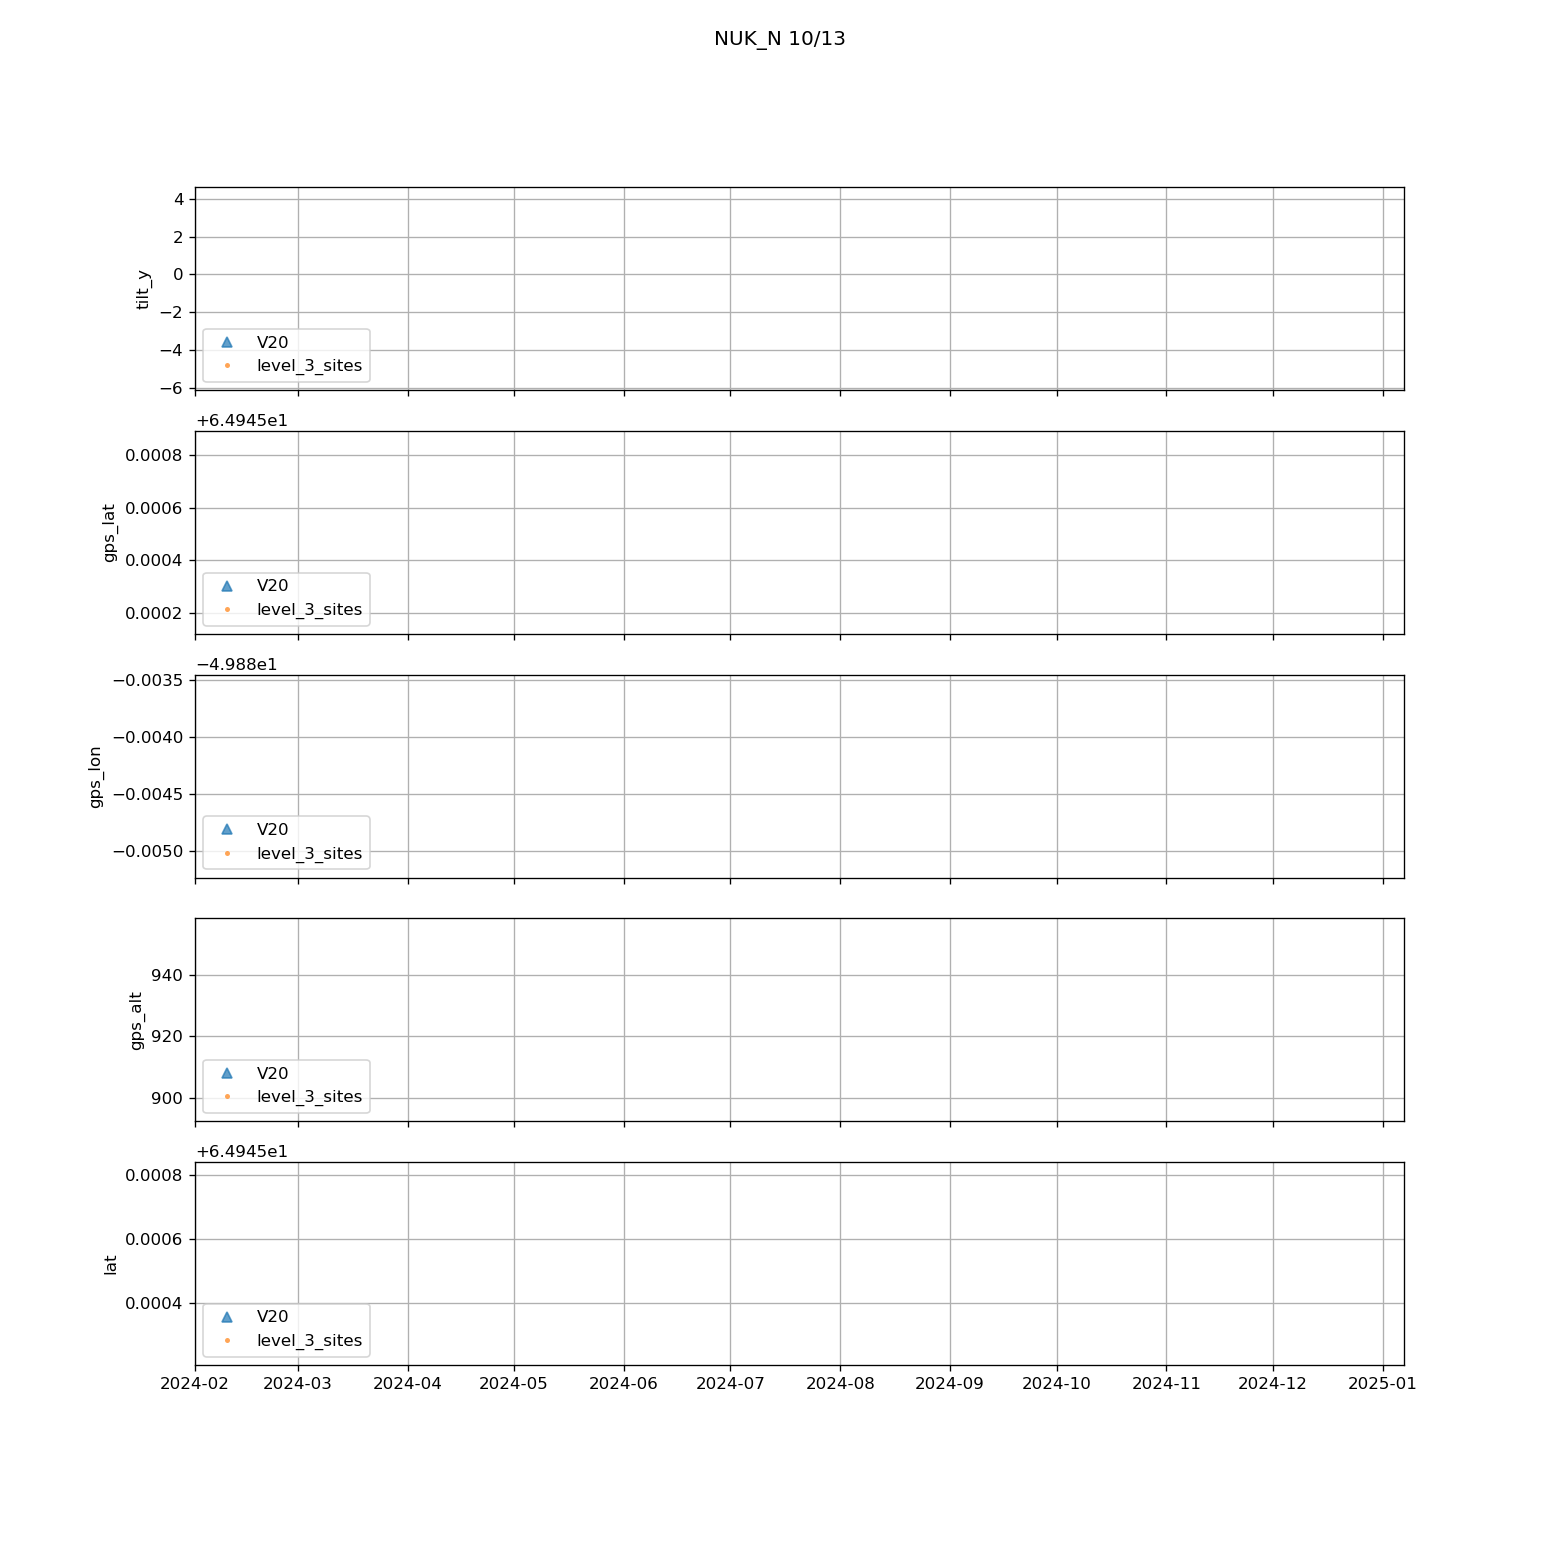 NUK_N 10/13
4
2
0
−2
−4
−6
tilt_y
V20
level_3_sites
+6.4945e1
0.0008
0.0006
0.0004
0.0002
gps_lat
V20
level_3_sites
−4.988e1
−0.0035
−0.0040
−0.0045
−0.0050
gps_lon
V20
level_3_sites
940
920
900
gps_alt
V20
level_3_sites
+6.4945e1
0.0008
0.0006
0.0004
lat
V20
level_3_sites
2024-02 2024-03 2024-04 2024-05 2024-06 2024-07 2024-08 2024-09 2024-10 2024-11 2024-12 2025-01